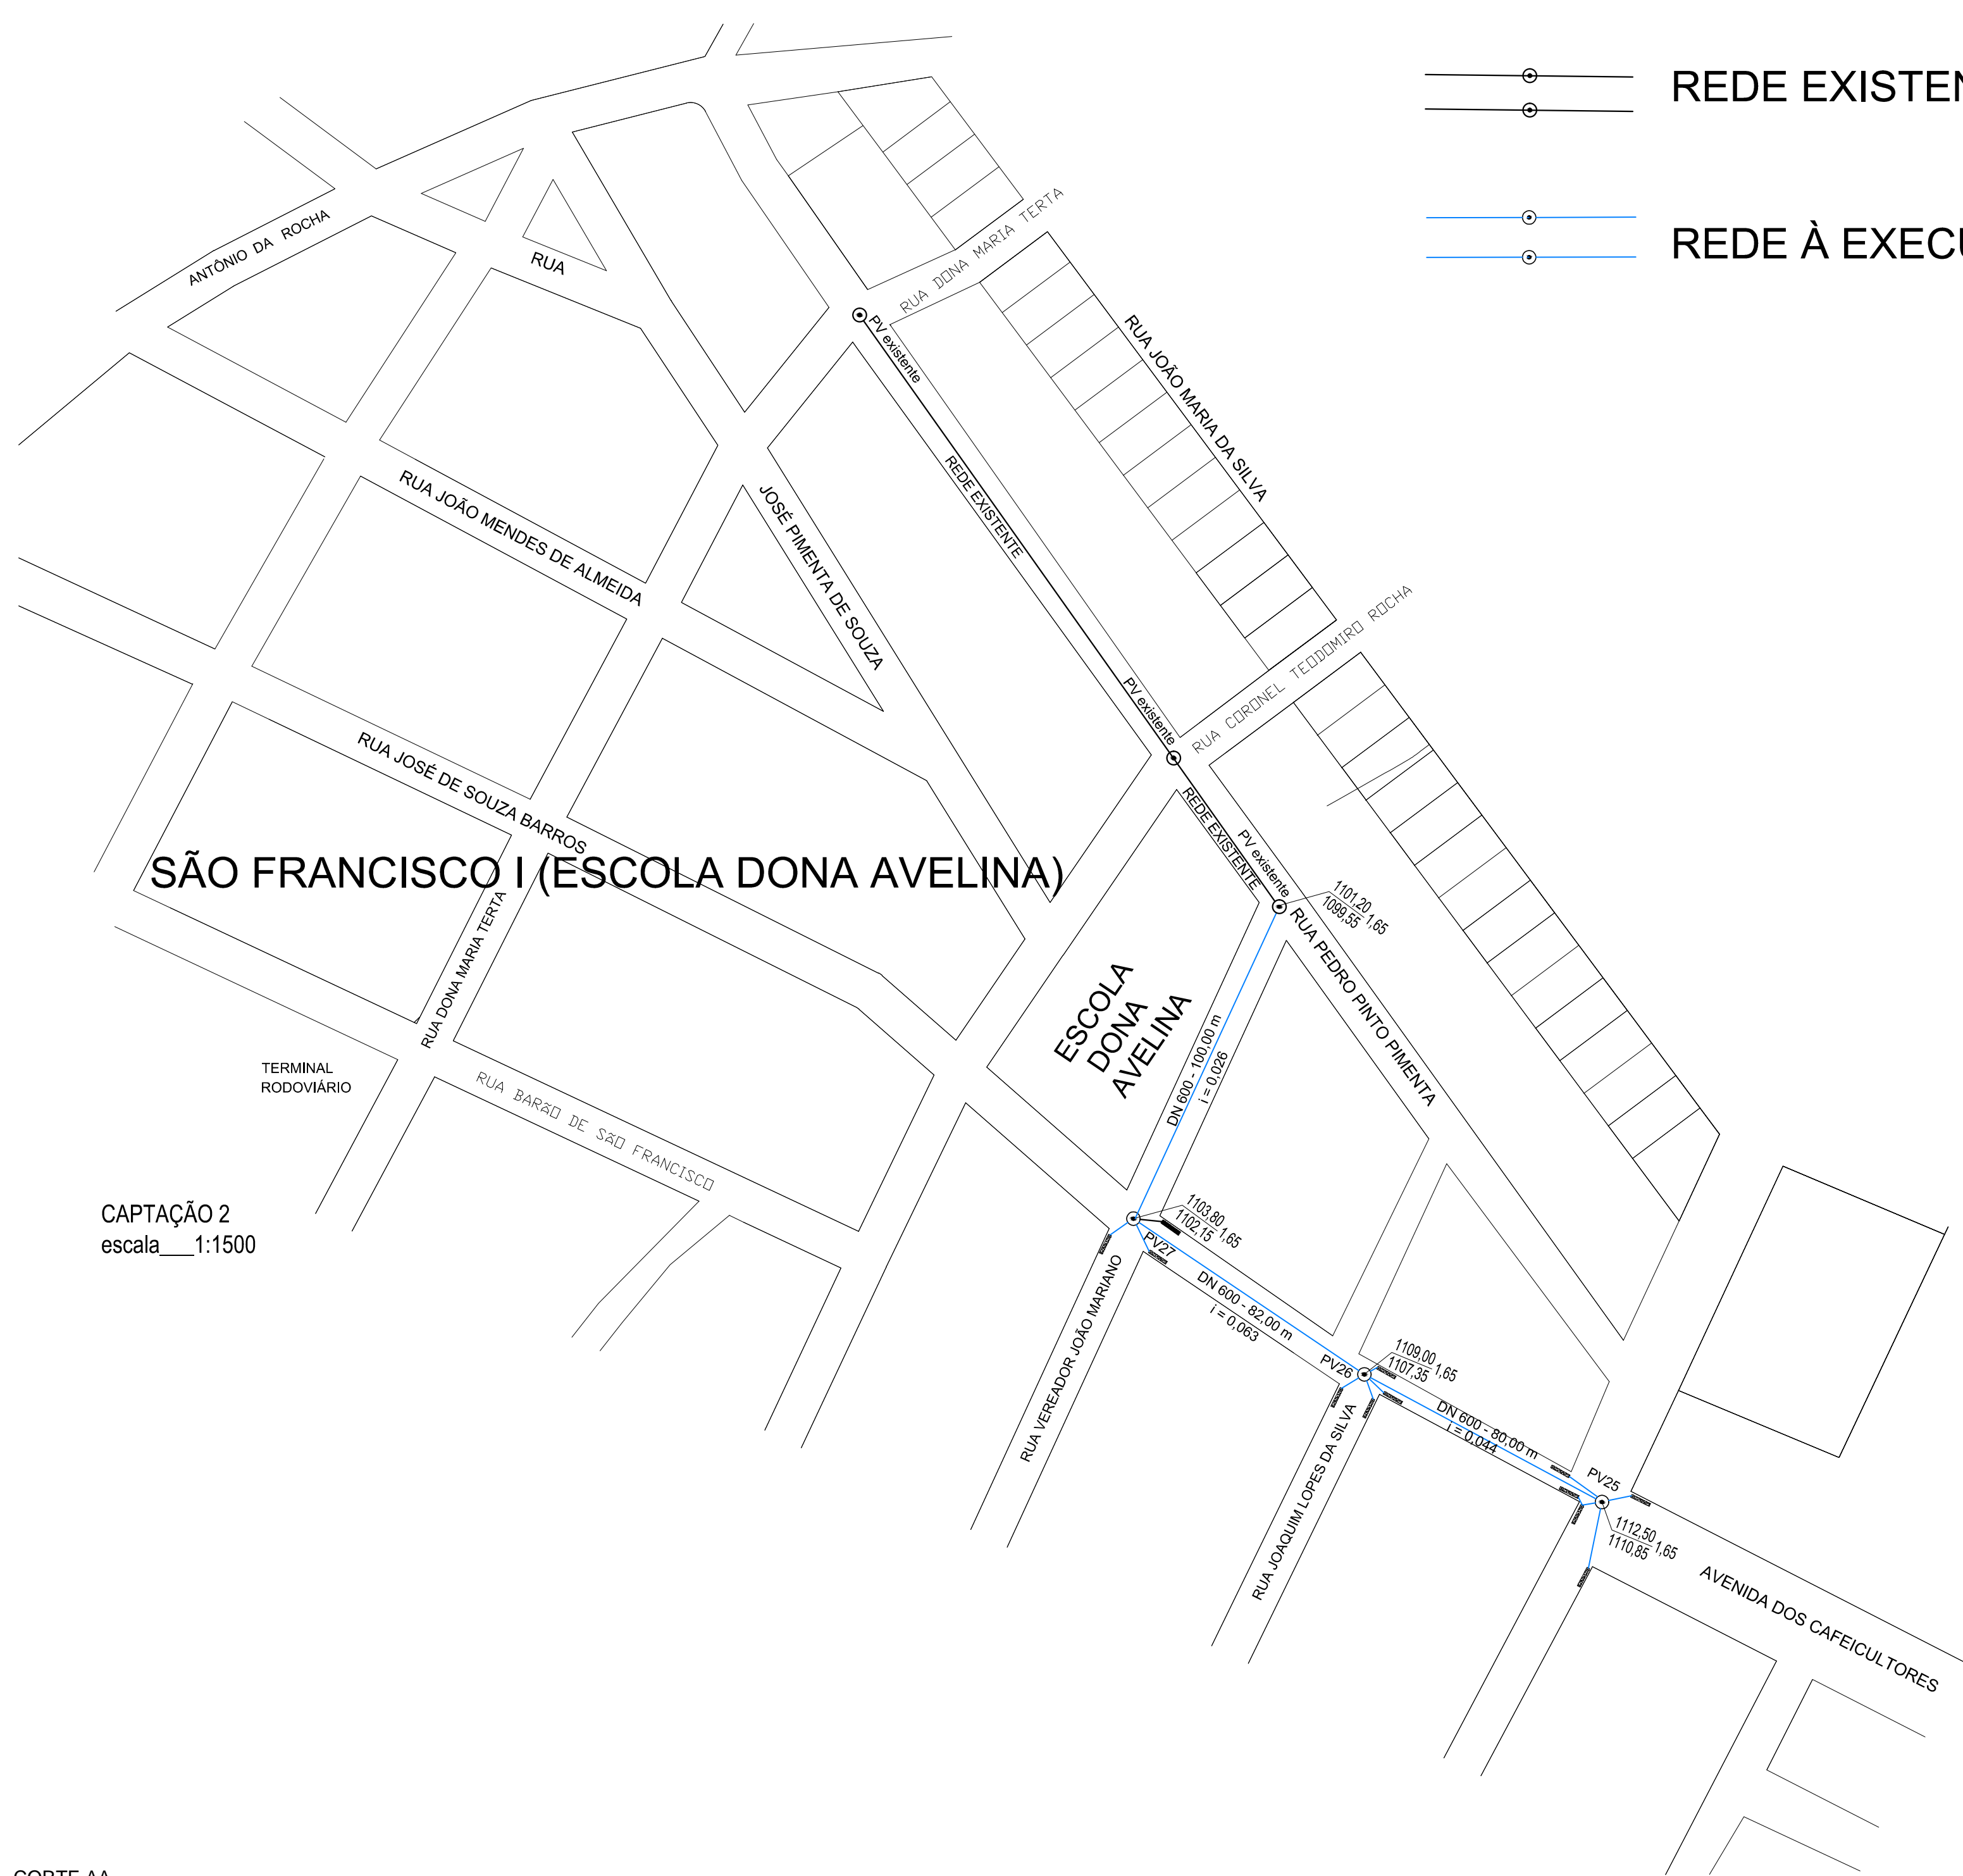 REDE EXISTEN
REDE À EXECU
ANTÔNIO DA ROCHA
RUA
RUA DONA MARIA TERTA
RUA JOÃO MARIA DA SILVA
PV existente
REDE EXISTENTE
RUA JOÃO MENDES DE ALMEIDA
JOSÉ PIMENTA DE SOUZA
RUA CORONEL TEODOMIRO ROCHA
PV existente
REDE EXISTENTE
PV existente
RUA JOSÉ DE SOUZA BARROS
SÃO FRANCISCO I (ESCOLA DONA AVELINA)
1101,20
1099,55
1,65
RUA PEDRO PINTO PIMENTA
RUA DONA MARIA TERTA
ESCOLA
DONA
AVELINA
DN 600 - 100,00 m
i = 0,026
TERMINAL
RODOVIÁRIO
RUA BARÃO DE SÃO FRANCISCO
CAPTAÇÃO 2
escala___1:1500
1103,80
1102,15
1,65
PV27
RUA VEREADOR JOÃO MARIANO
DN 600 - 82,00 m
i = 0,063
PV26
1109,00
1107,35
1,65
RUA JOAQUIM LOPES DA SILVA
DN 600 - 80,00 m
i = 0,044
PV25
1112,50
1110,85
1,65
AVENIDA DOS CAFEICULTORES
CORTE AA